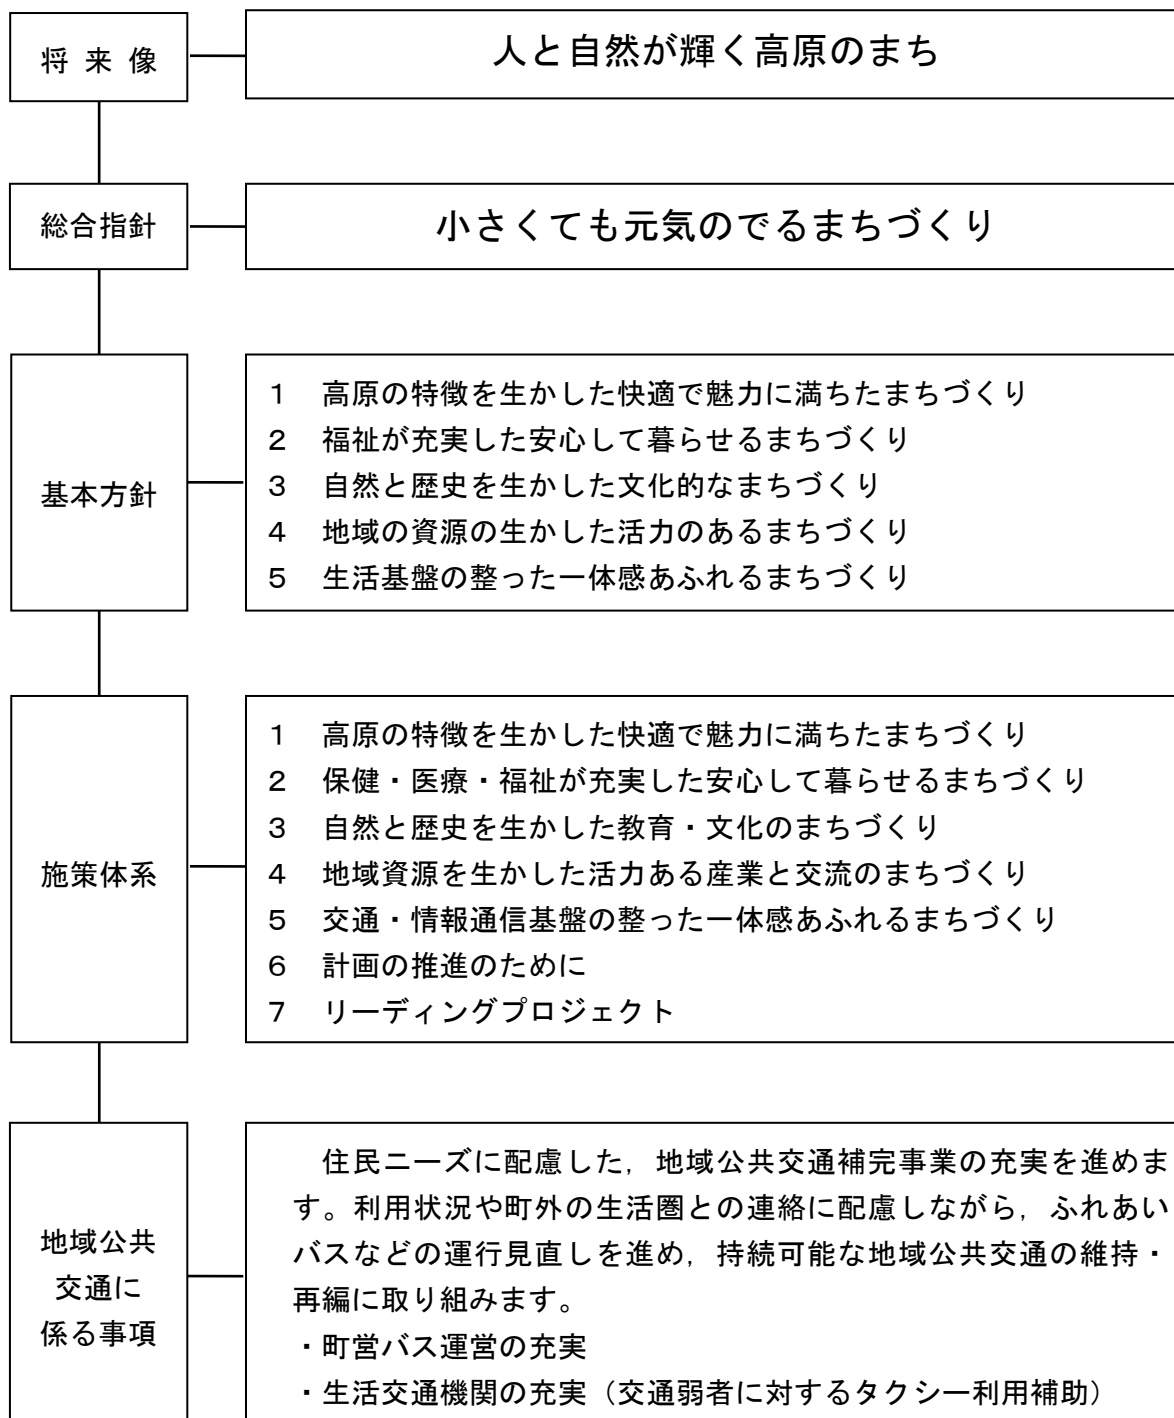 将 来 像
人と自然が輝く高原のまち
総合指針
小さくても元気のでるまちづくり
基本方針
1 高原の特徴を生かした快適で魅力に満ちたまちづくり
2 福祉が充実した安心して暮らせるまちづくり
3 自然と歴史を生かした文化的なまちづくり
4 地域の資源の生かした活力のあるまちづくり
5 生活基盤の整った一体感あふれるまちづくり
施策体系
1 高原の特徴を生かした快適で魅力に満ちたまちづくり
2 保健・医療・福祉が充実した安心して暮らせるまちづくり
3 自然と歴史を生かした教育・文化のまちづくり
4 地域資源を生かした活力ある産業と交流のまちづくり
5 交通・情報通信基盤の整った一体感あふれるまちづくり
6 計画の推進のために
7 リーディングプロジェクト
地域公共
交通に
係る事項
住民ニーズに配慮した,地域公共交通補完事業の充実を進めま
す。利用状況や町外の生活圏との連絡に配慮しながら,ふれあい
バスなどの運行見直しを進め,持続可能な地域公共交通の維持・
再編に取り組みます。
・町営バス運営の充実
・生活交通機関の充実(交通弱者に対するタクシー利用補助)